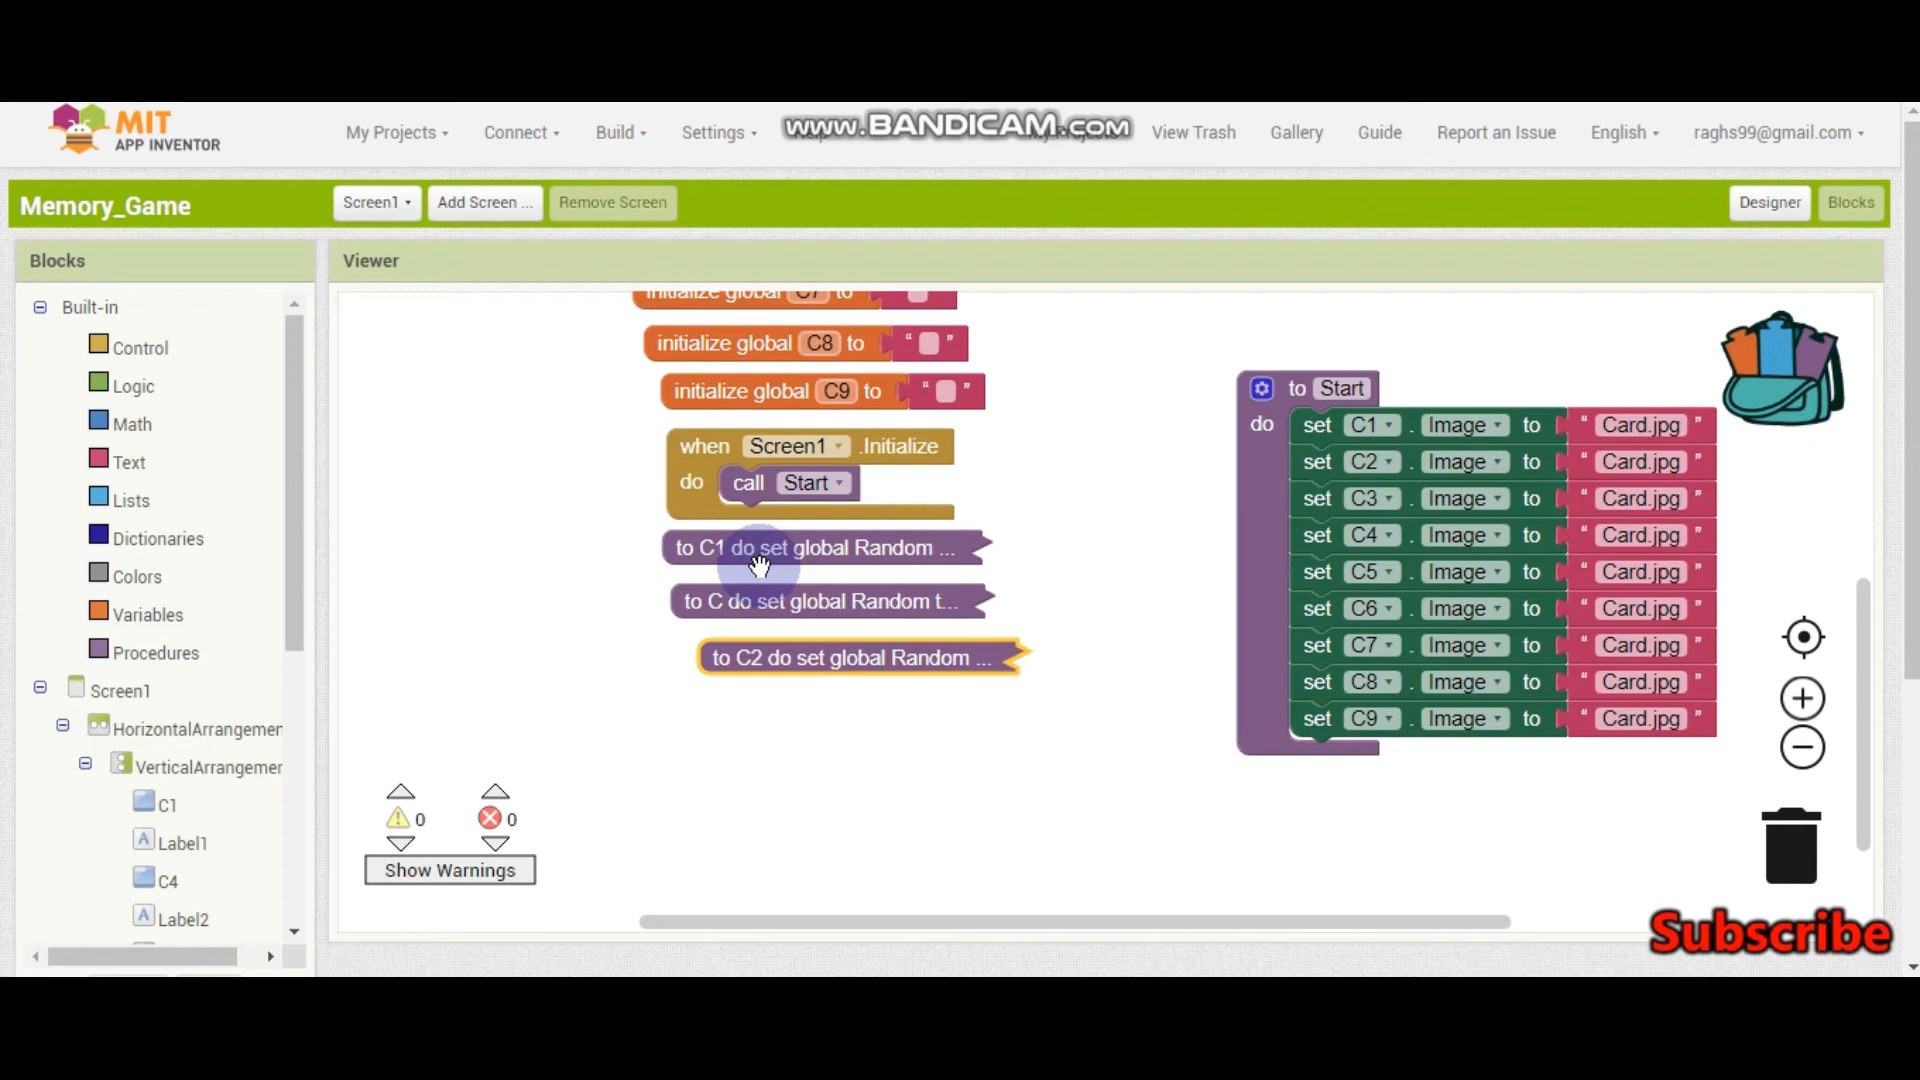 MIT
APP INVENTOR
My Projects
Connect
Build
Settings
www.BANDICAM.com
View Trash
Gallery
Guide
Report an Issue
English
raghs99@gmail.com
Memory_Game
Screen1
Add Screen ...
Remove Screen
Designer
Blocks
Blocks
Viewer
Built-in
Control
Logic
Math
Text
Lists
Dictionaries
Colors
Variables
Procedures
Screen1
HorizontalArrangemen
VerticalArrangemer
C1
Label1
C4
Label2
initialize global C7 to
initialize global C8 to “ ”
initialize global C9 to “ ”
when Screen1 .Initialize
do call Start
to C1 do set global Random ...
to C do set global Random t...
to C2 do set global Random ...
to Start
do set C1 . Image to “ Card.jpg ”
set C2 . Image to “ Card.jpg ”
set C3 . Image to “ Card.jpg ”
set C4 . Image to “ Card.jpg ”
set C5 . Image to “ Card.jpg ”
set C6 . Image to “ Card.jpg ”
set C7 . Image to “ Card.jpg ”
set C8 . Image to “ Card.jpg ”
set C9 . Image to “ Card.jpg ”
0 0
Show Warnings
Subscribe